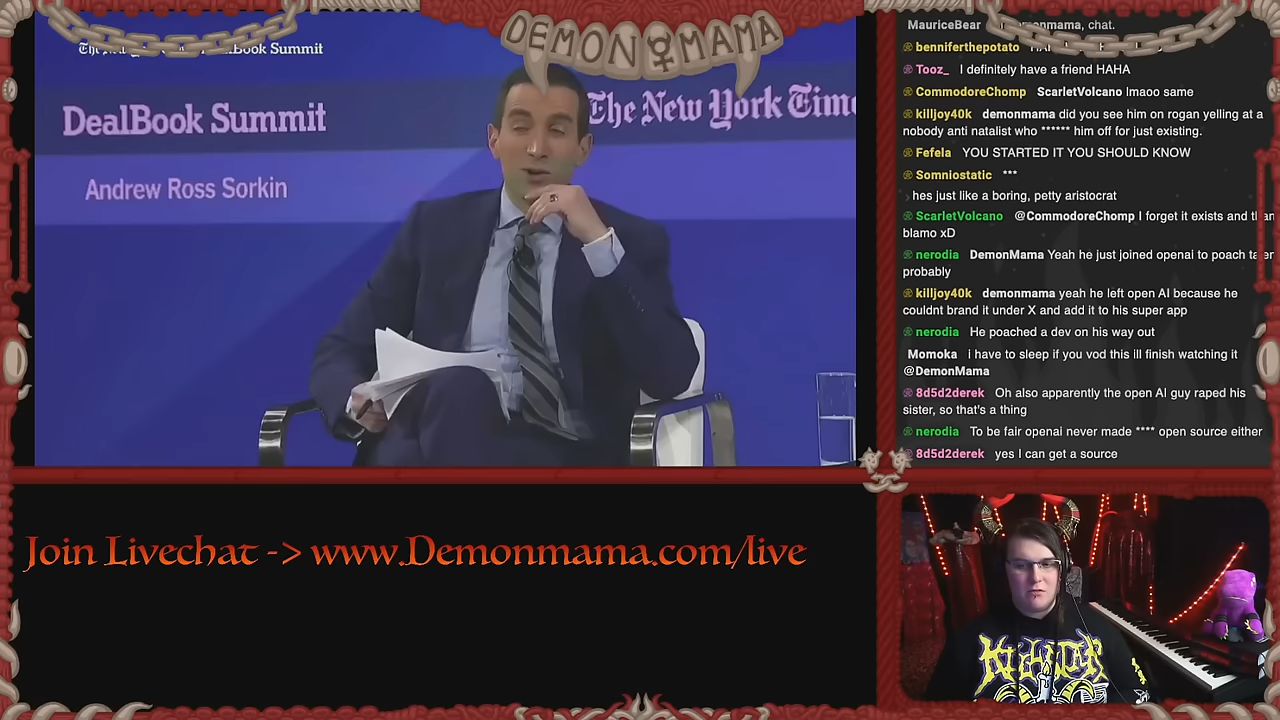 DEMON MAMA
DealBook Summit
The New York Time
DealBook Summit
Andrew Ross Sorkin
MauriceBear demonmama, chat.
benniferthepotato
Tooz_ I definitely have a friend HAHA
CommodoreChomp ScarletVolcano lmaoo same
killjoy40k demonmama did you see him on rogan yelling at a
nobody anti natalist who ****** him off for just existing.
Fefela YOU STARTED IT YOU SHOULD KNOW
Somniostatic ***
hes just like a boring, petty aristocrat
ScarletVolcano @CommodoreChomp I forget it exists and
blamo xD
nerodia DemonMama Yeah he just joined openai to poach
probably
killjoy40k demonmama yeah he left open AI because he
couldnt brand it under X and add it to his super app
nerodia He poached a dev on his way out
Momoka i have to sleep if you vod this ill finish watching it
@DemonMama
8d5d2derek Oh also apparently the open AI guy raped his
sister, so that's a thing
nerodia To be fair openai never made **** open source either
8d5d2derek yes I can get a source
Join Livechat -> www.Demonmama.com/live